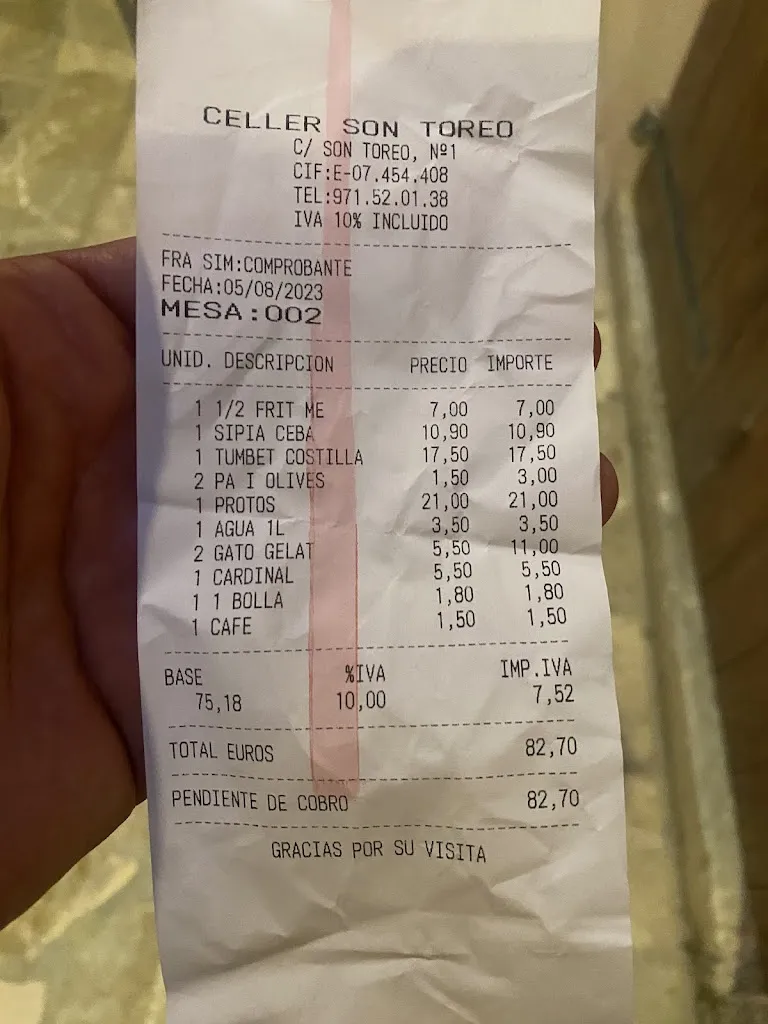 CELLER SON TOREO
C/ SON TOREO, Nº1
CIF:E-07.454.408
TEL:971.52.01.38
IVA 10% INCLUIDO
FRA SIM:COMPROBANTE
FECHA:05/08/2023
MESA:002
UNID. DESCRIPCION PRECIO IMPORTE
1 1/2 FRIT ME 7,00 7,00
1 SIPIA CEBA 10,90 10,90
1 TUMBET COSTILLA 17,50 17,50
2 PA I OLIVES 1,50 3,00
1 PROTOS 21,00 21,00
1 AGUA 1L 3,50 3,50
2 GATO GELAT 5,50 11,00
1 CARDINAL 5,50 5,50
1 1 BOLLA 1,80 1,80
1 CAFE 1,50 1,50
BASE %IVA IMP.IVA
75,18 10,00 7,52
TOTAL EUROS 82,70
PENDIENTE DE COBRO 82,70
GRACIAS POR SU VISITA